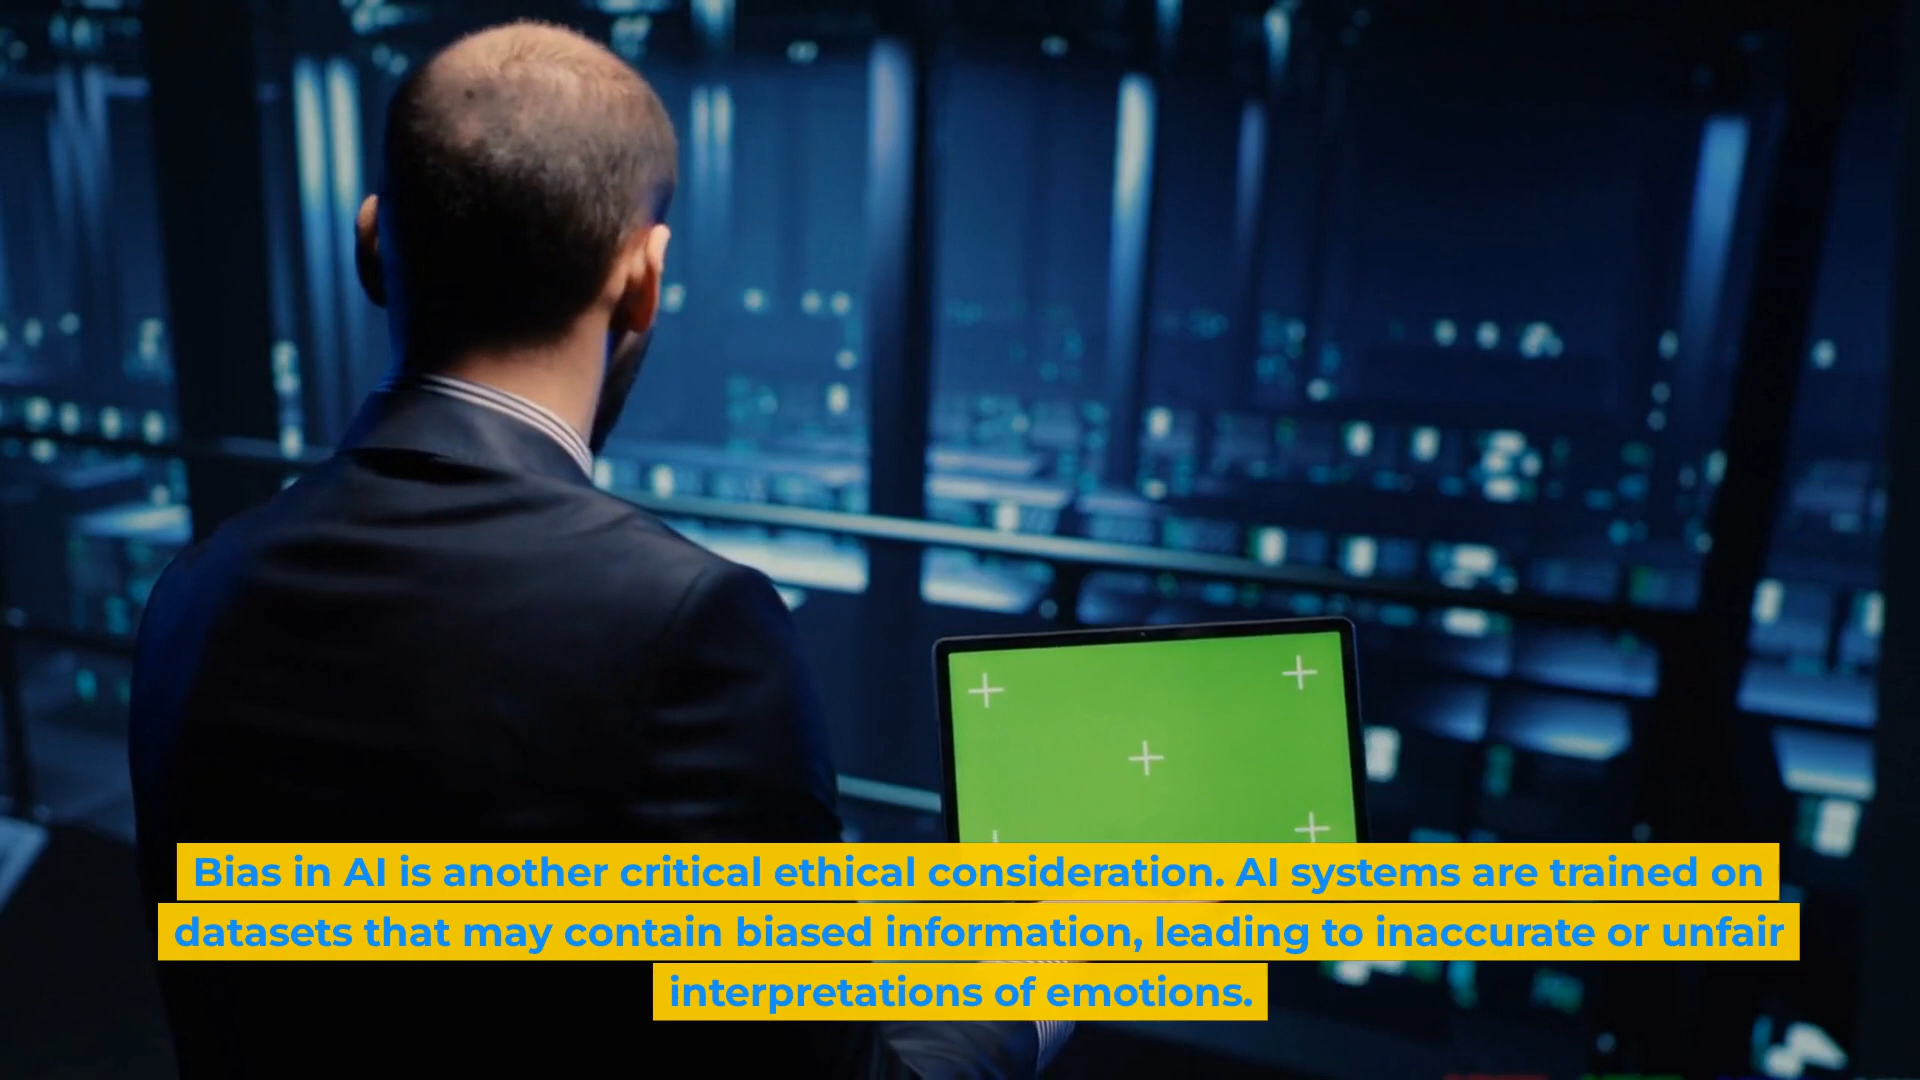 Bias in AI is another critical ethical consideration. AI systems are trained on
datasets that may contain biased information, leading to inaccurate or unfair
interpretations of emotions.